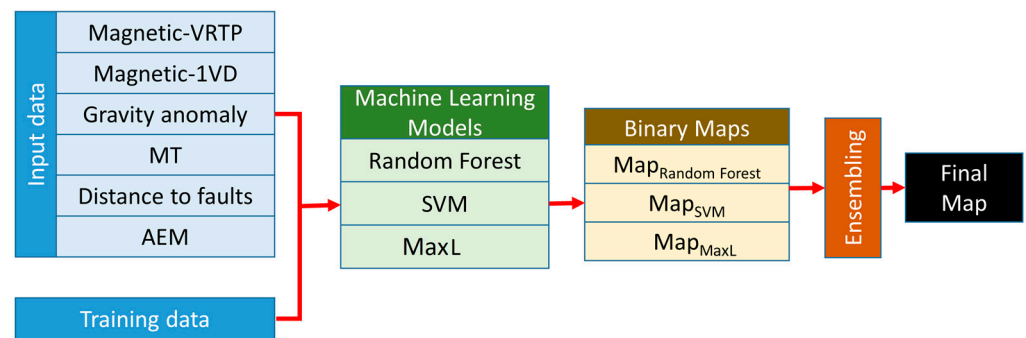 Input data
Magnetic-VRTP
Magnetic-1VD
Gravity anomaly
MT
Distance to faults
AEM
Training data
Machine Learning
Models
Random Forest
SVM
MaxL
Binary Maps
MapRandom Forest
MapSVM
MapMaxL
Ensembling
Final
Map